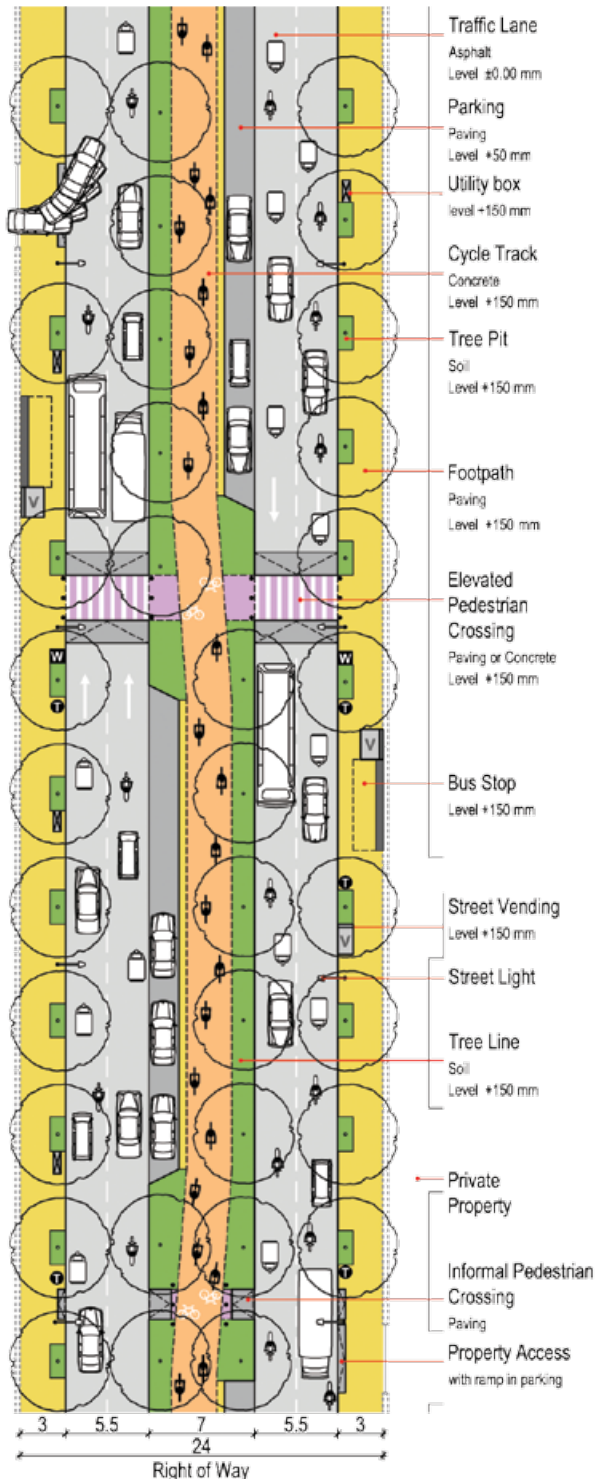 Traffic Lane
Asphalt
Level ±0.00 mm
Parking
Paving
Level +50 mm
Utility box
level +150 mm
Cycle Track
Concrete
Level +150 mm
Tree Pit
Soil
Level +150 mm
Footpath
Paving
Level +150 mm
V
Elevated
Pedestrian
Crossing
Paving or Concrete
Level +150 mm
W
W
T
T
V
Bus Stop
Level +150 mm
T
Street Vending
Level +150 mm
V
Street Light
Tree Line
Soil
Level +150 mm
Private
Property
Informal Pedestrian
Crossing
Paving
T
T
Property Access
with ramp in parking
3 5.5 7 5.5 3
24
Right of Way